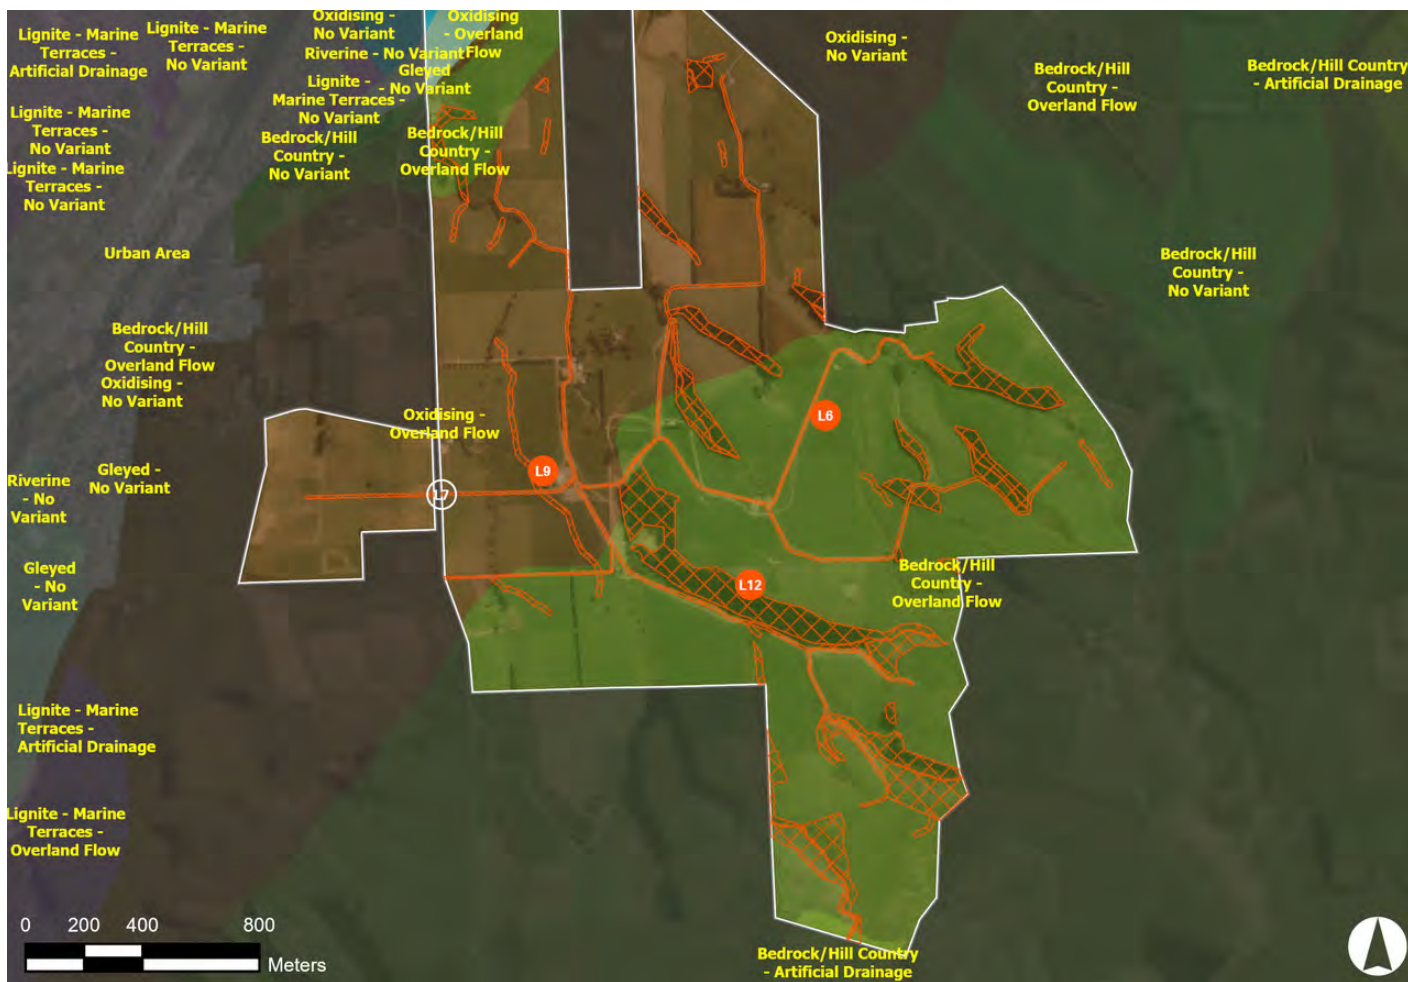 Lignite - Marine
Terraces -
Artificial Drainage
Lignite - Marine
Terraces -
No Variant
Oxidising -
No Variant
Oxidising
- Overland
Flow
Riverine - No Variant
Gleyed
- No Variant
Lignite -
Marine Terraces -
No Variant
Oxidising -
No Variant
Bedrock/Hill
Country -
Overland Flow
Bedrock/Hill Country
- Artificial Drainage
Lignite - Marine
Terraces -
No Variant
Bedrock/Hill
Country -
No Variant
Bedrock/Hill
Country -
Overland Flow
Lignite - Marine
Terraces -
No Variant
Urban Area
Bedrock/Hill
Country -
No Variant
Bedrock/Hill
Country -
Overland Flow
Oxidising -
No Variant
Oxidising -
Overland Flow
L6
L9
L7
Gleyed -
No Variant
Riverine
- No
Variant
Gleyed
- No
Variant
L12
Bedrock/Hill
Country -
Overland Flow
Lignite - Marine
Terraces -
Artificial Drainage
Lignite - Marine
Terraces -
Overland Flow
0 200 400 800
Meters
Bedrock/Hill Country
- Artificial Drainage